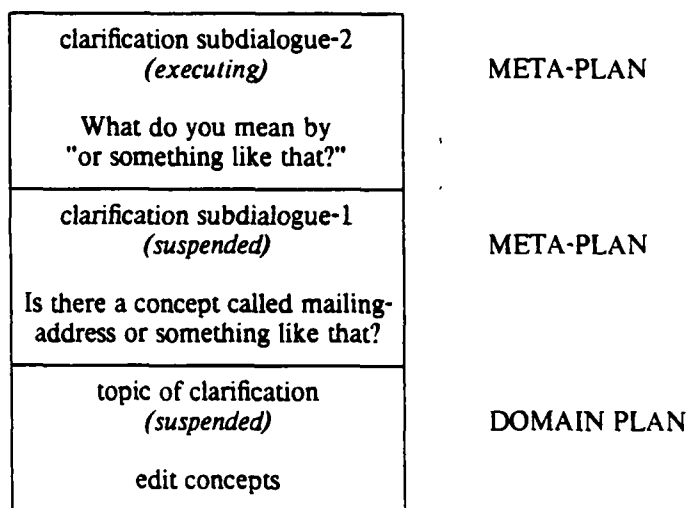 clarification subdialogue-2
(executing)
META-PLAN
What do you mean by
"or something like that?"
clarification subdialogue-1
(suspended)
META-PLAN
Is there a concept called mailing-
address or something like that?
topic of clarification
(suspended)
DOMAIN PLAN
edit concepts